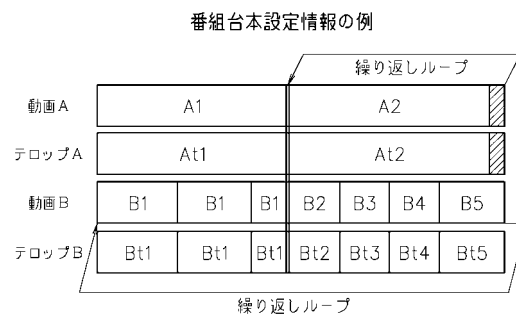 番組台本設定情報の例
繰り返しループ
動画A A1 A2
テロップA At1 At2
動画B B1 B1 B1 B2 B3 B4 B5
テロップB Bt1 Bt1 Bt1 Bt2 Bt3 Bt4 Bt5
繰り返しループ